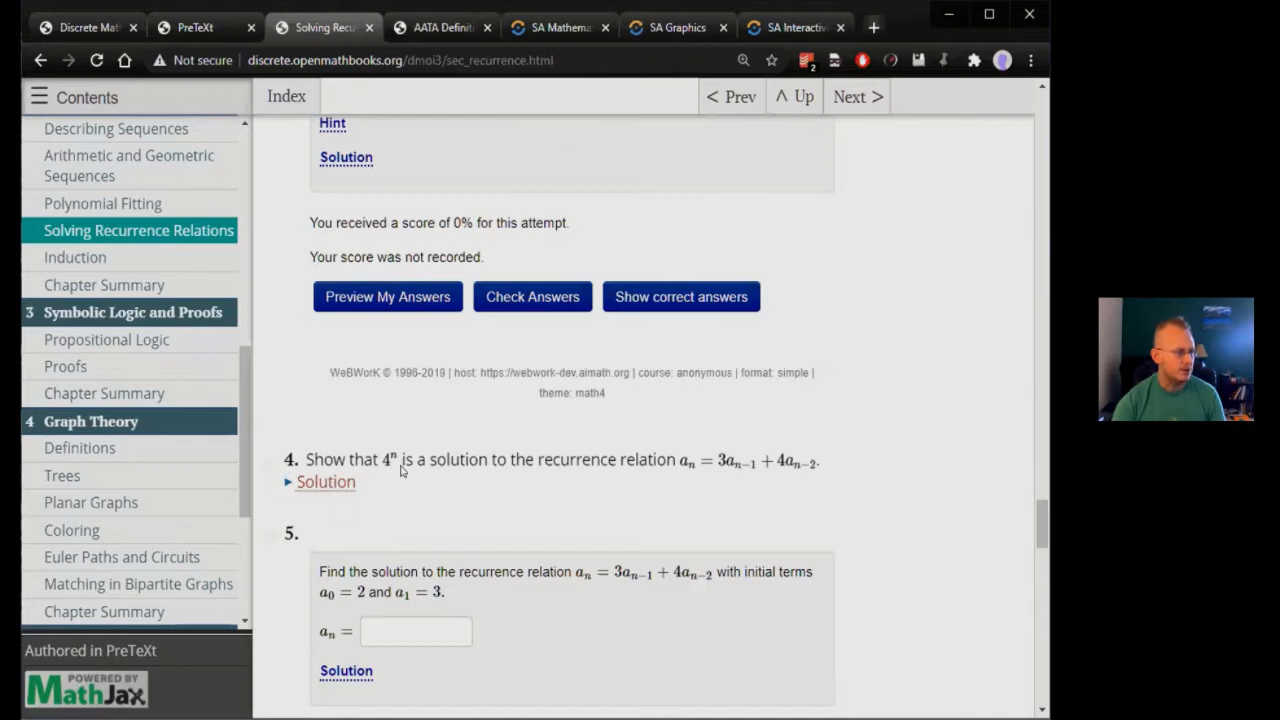 Discrete Mat
PreTeXt
Solving Recur
AATA Definiti
SA Mathema
SA Graphics
SA Interactive
Not secure | discrete.openmathbooks.org/dmoi3/sec_recurrence.html
2
Contents
Index
< Prev
^ Up
Next >
Describing Sequences
Arithmetic and Geometric
Sequences
Polynomial Fitting
Solving Recurrence Relations
Induction
Chapter Summary
3 Symbolic Logic and Proofs
Propositional Logic
Proofs
Chapter Summary
4 Graph Theory
Definitions
Trees
Planar Graphs
Coloring
Euler Paths and Circuits
Matching in Bipartite Graphs
Chapter Summary
Authored in PreTeXt
POWERED BY
MathJax
Hint
Solution
You received a score of 0% for this attempt.
Your score was not recorded.
Preview My Answers
Check Answers
Show correct answers
WeBWorK © 1996-2019 | host: https://webwork-dev.aimath.org | course: anonymous | format: simple |
theme: math4
4. Show that 4ⁿ is a solution to the recurrence relation aₙ = 3aₙ₋₁ + 4aₙ₋₂.
Solution
5.
Find the solution to the recurrence relation aₙ = 3aₙ₋₁ + 4aₙ₋₂ with initial terms
a₀ = 2 and a₁ = 3.
aₙ =
Solution